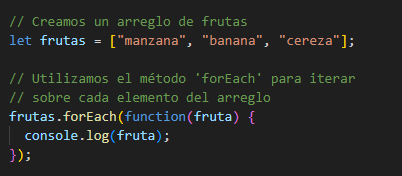 // Creamos un arreglo de frutas
let frutas = ["manzana", "banana", "cereza"];
// Utilizamos el método 'forEach' para iterar
// sobre cada elemento del arreglo
frutas.forEach(function(fruta) {
  console.log(fruta);
});